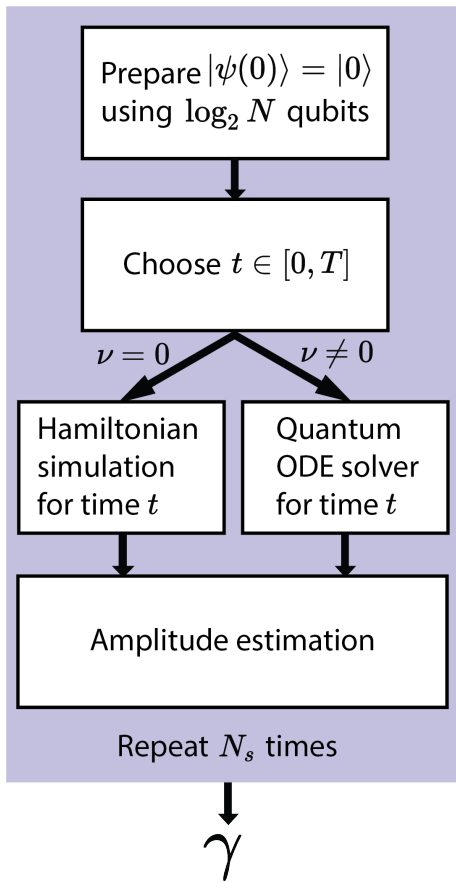 Prepare |ψ(0)⟩ = |0⟩
using log₂ N qubits
Choose t ∈ [0, T]
ν = 0
ν ≠ 0
Hamiltonian
simulation
for time t
Quantum
ODE solver
for time t
Amplitude estimation
Repeat Nₛ times
γ